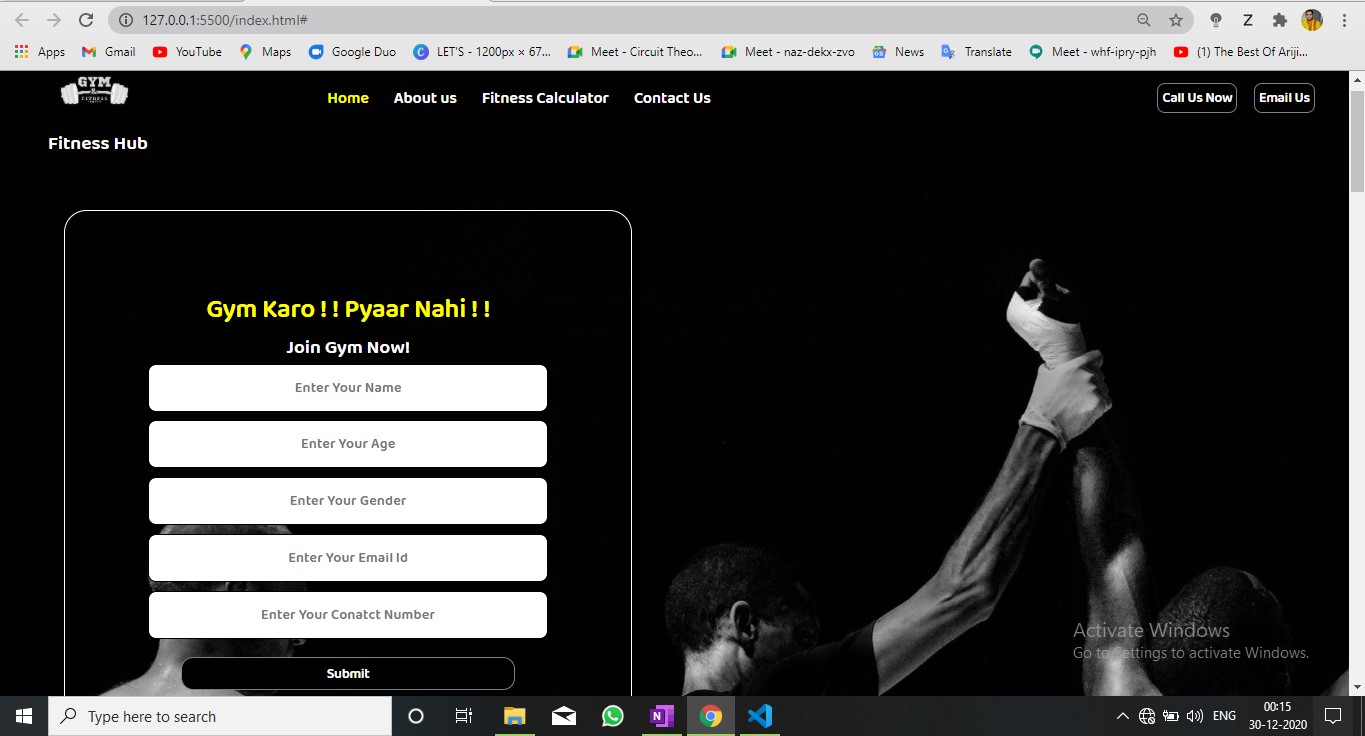 127.0.0.1:5500/index.html#
Apps Gmail YouTube Maps Google Duo LET'S - 1200px × 67... Meet - Circuit Theo... Meet - naz-dekx-zvo News Translate Meet - whf-ipry-pjh (1) The Best Of Ariji...
GYM
FITNESS
Home About us Fitness Calculator Contact Us Call Us Now Email Us
Fitness Hub
Gym Karo ! ! Pyaar Nahi ! !
Join Gym Now!
Enter Your Name
Enter Your Age
Enter Your Gender
Enter Your Email Id
Enter Your Conatct Number
Submit
Activate Windows
Go to Settings to activate Windows.
Type here to search
ENG
00:15
30-12-2020